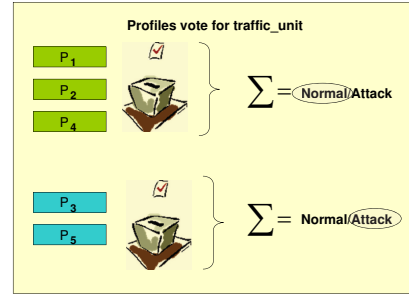 Profiles vote for traffic_unit
P1
P2
P4
∑ = Normal/Attack
P3
P5
∑ = Normal/Attack